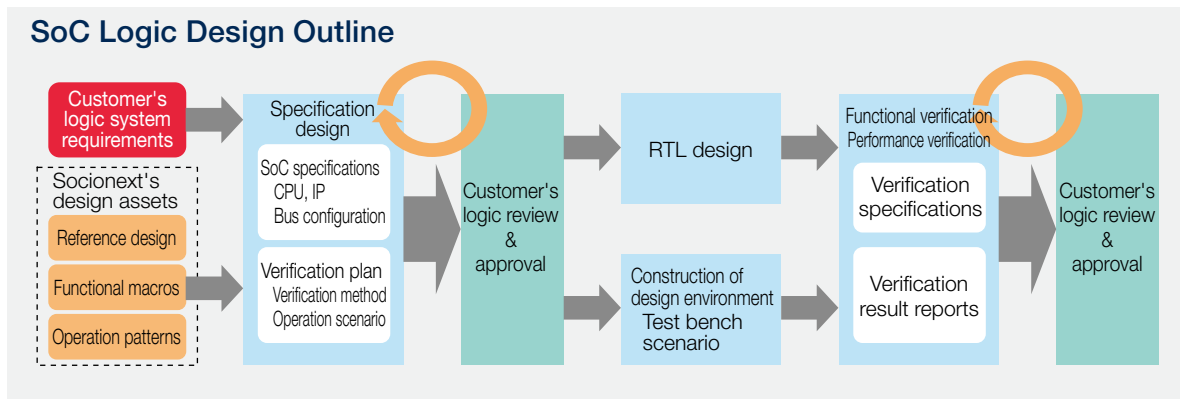 SoC Logic Design Outline
Customer's
logic system
requirements
Socionext's
design assets
Reference design
Functional macros
Operation patterns
Specification
design
SoC specifications
CPU, IP
Bus configuration
Verification plan
Verification method
Operation scenario
Customer's
logic review
&
approval
RTL design
Construction of
design environment
Test bench
scenario
Functional verification
Performance verification
Verification
specifications
Verification
result reports
Customer's
logic review
&
approval